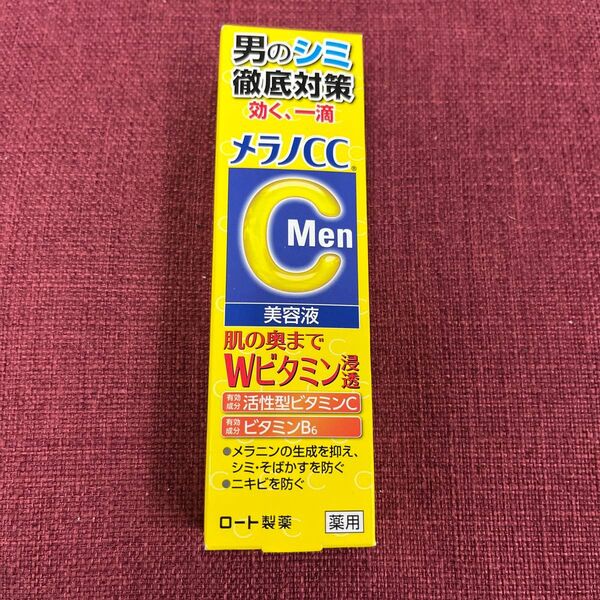 男のシミ
徹底対策
効く、一滴
メラノCC®
C Men
美容液
肌の奥まで
Wビタミン浸透
有効成分 活性型ビタミンC
有効成分 ビタミンB6
●メラニンの生成を抑え、
シミ・そばかすを防ぐ
●ニキビを防ぐ
ロート製薬 薬用